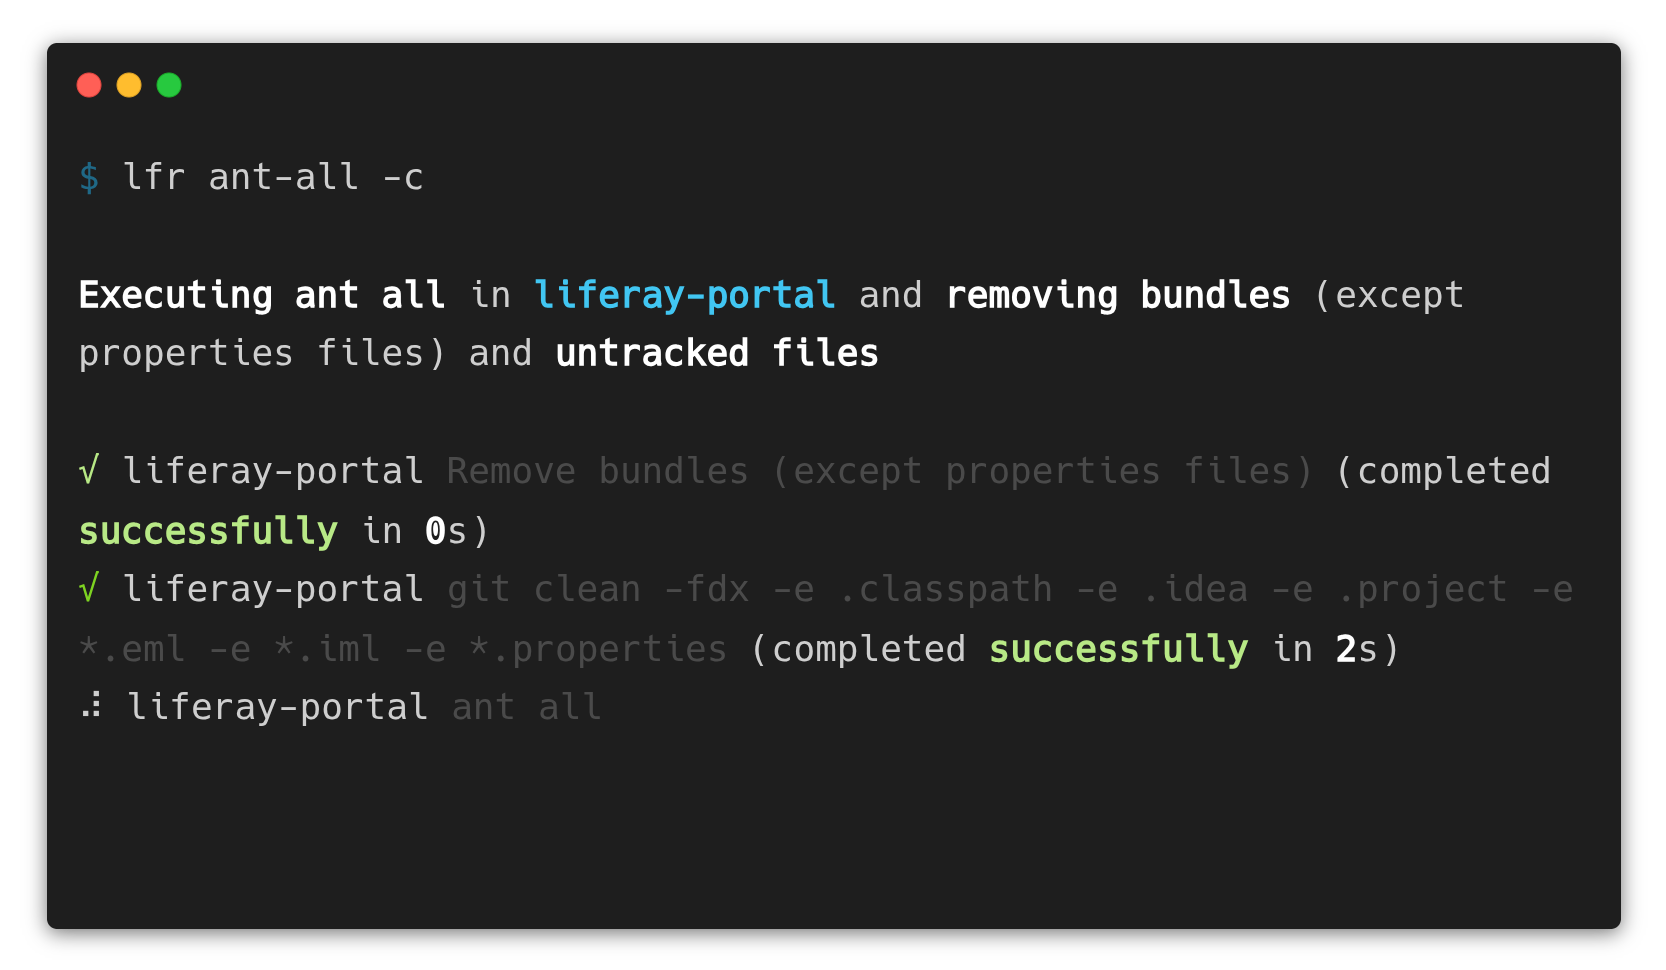 $ lfr ant-all -c
Executing ant all in liferay-portal and removing bundles (except
properties files) and untracked files
√ liferay-portal Remove bundles (except properties files) (completed
successfully in 0s)
√ liferay-portal git clean -fdx -e .classpath -e .idea -e .project -e
*.eml -e *.iml -e *.properties (completed successfully in 2s)
⠼ liferay-portal ant all